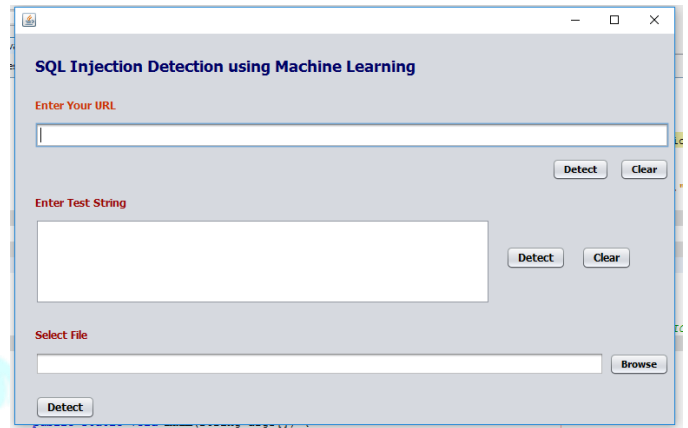 SQL Injection Detection using Machine Learning
Enter Your URL
Detect Clear
Enter Test String
Detect Clear
Select File
Browse
Detect